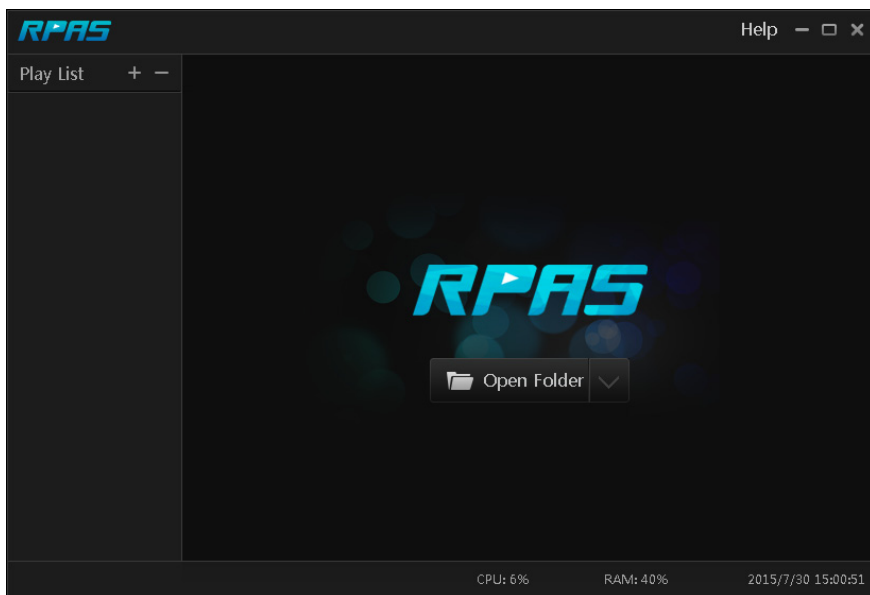 RPAS Help
Play List + −
RPAS
Open Folder
CPU: 6% RAM: 40% 2015/7/30 15:00:51